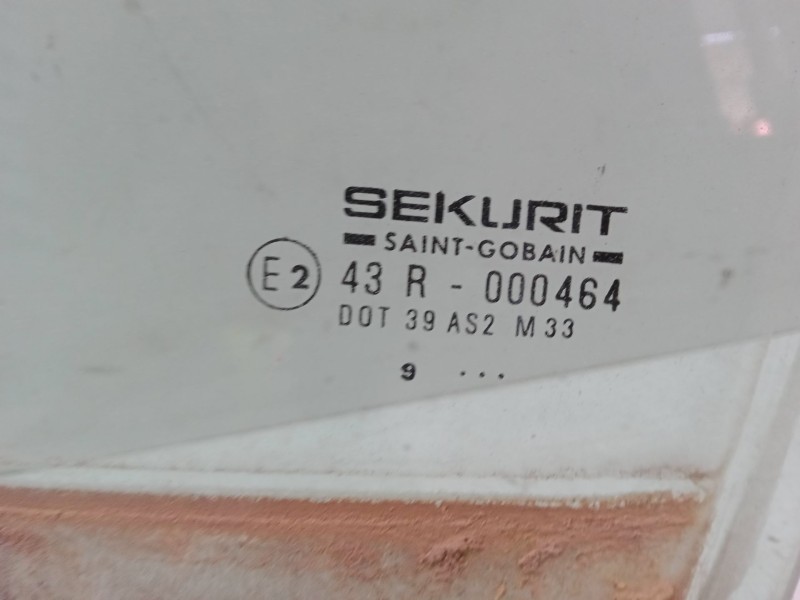 SEKURIT
SAINT-GOBAIN
E2 43 R - 000464
DOT 39 AS2 M33
9 ...